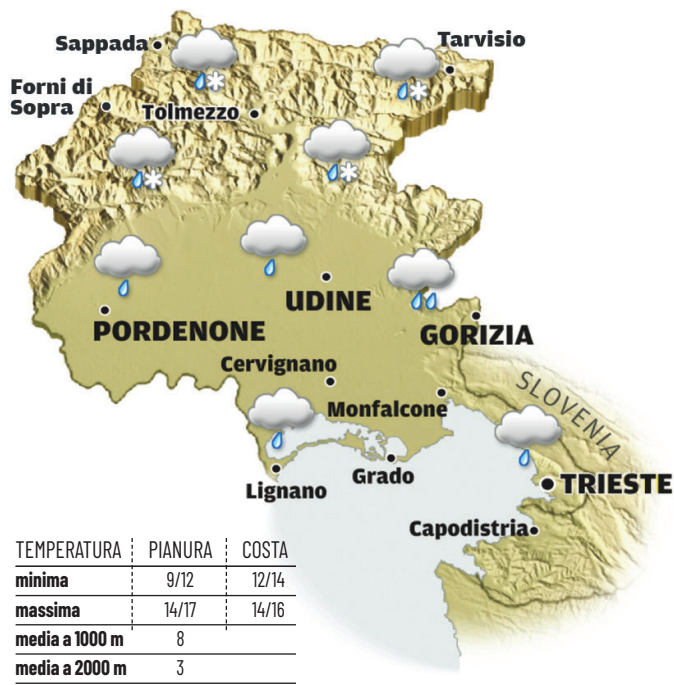 Sappada
Tarvisio
Forni di
Sopra
Tolmezzo
UDINE
PORDENONE
GORIZIA
Cervignano
SLOVENIA
Monfalcone
Grado
TRIESTE
Lignano
Capodistria
TEMPERATURA PIANURA COSTA
minima 9/12 12/14
massima 14/17 14/16
media a 1000 m 8
media a 2000 m 3